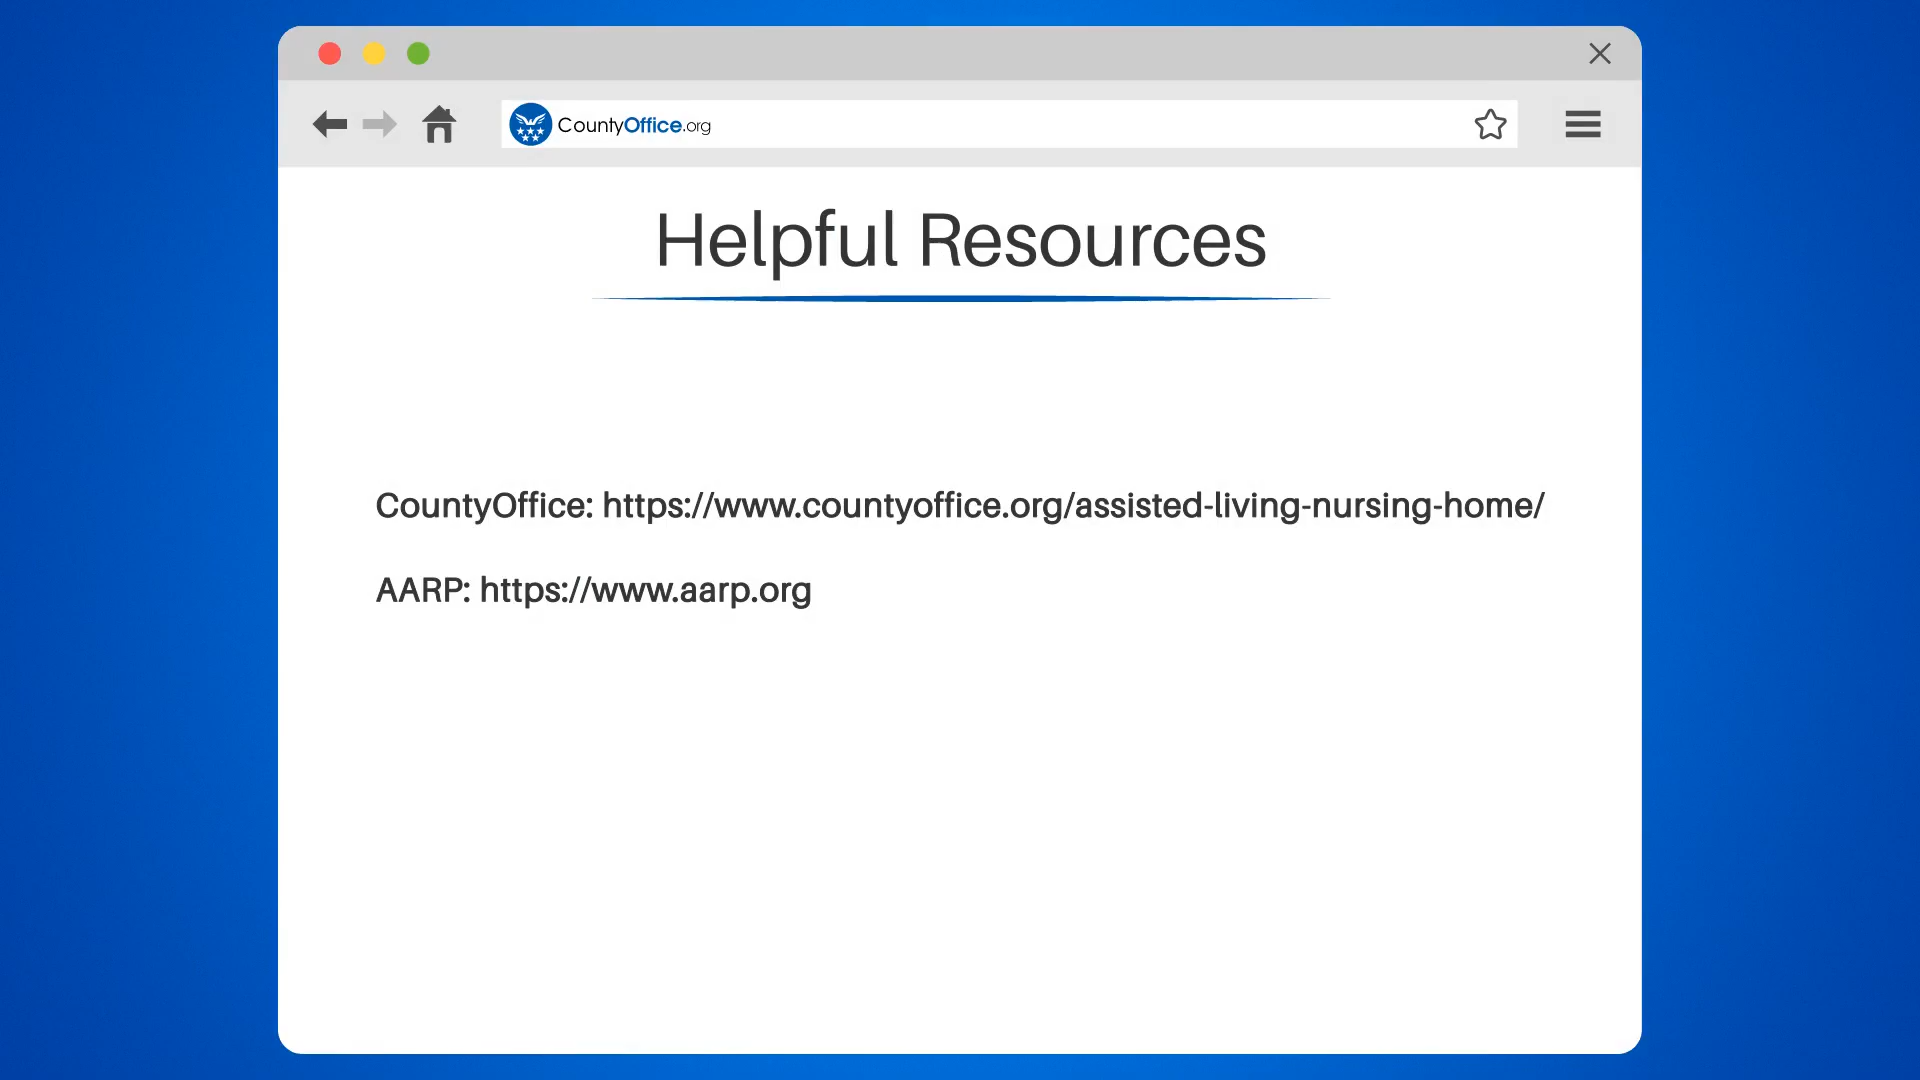 CountyOffice.org
Helpful Resources
CountyOffice: https://www.countyoffice.org/assisted-living-nursing-home/
AARP: https://www.aarp.org